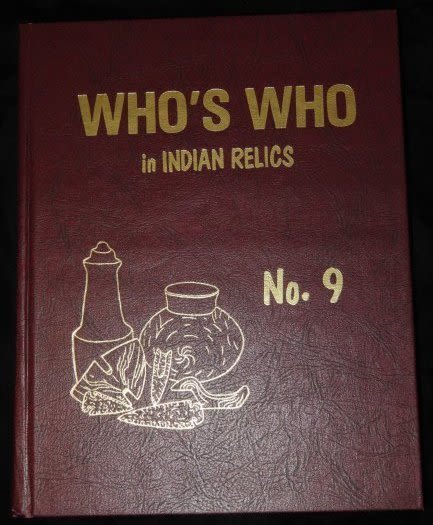 WHO'S WHO
in INDIAN RELICS
No. 9